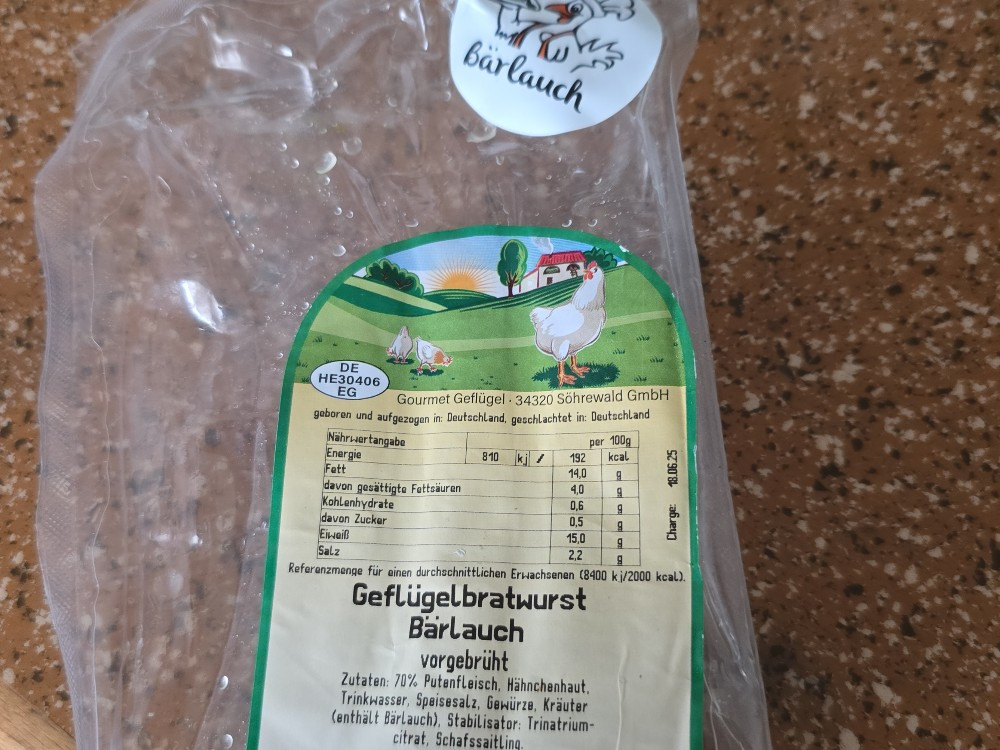 Bärlauch
DE
HE30406
EG
Gourmet Geflügel · 34320 Söhrewald GmbH
geboren und aufgezogen in: Deutschland, geschlachtet in: Deutschland
Nährwertangabe per 100g
Energie 810 kj / 192 kcal
Fett 14,0 g
davon gesättigte Fettsäuren 4,0 g
Kohlenhydrate 0,6 g
davon Zucker 0,5 g
Eiweiß 15,0 g
Salz 2,2 g
Charge: 18.06.25
Referenzmenge für einen durchschnittlichen Erwachsenen (8400 kj/2000 kcal).
Geflügelbratwurst
Bärlauch
vorgebrüht
Zutaten: 70% Putenfleisch, Hähnchenhaut,
Trinkwasser, Speisesalz, Gewürze, Kräuter
(enthält Bärlauch), Stabilisator: Trinatrium-
citrat, Schafssaitling.